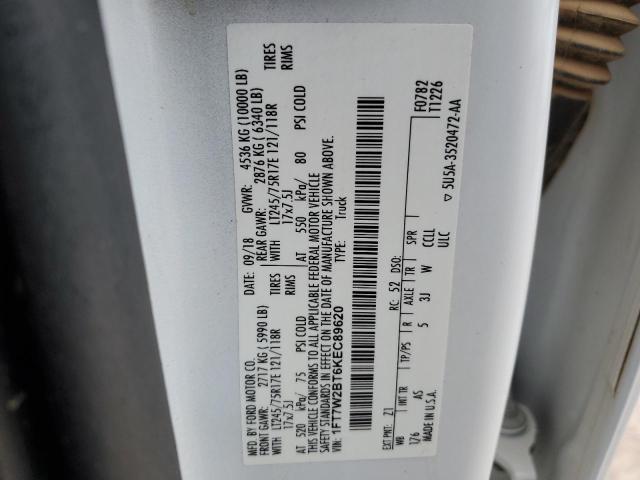 MFD. BY FORD MOTOR CO.
DATE: 09/18 GVWR: 4536 KG (10000 LB)
FRONT GAWR: 2717 KG ( 5990 LB) REAR GAWR: 2876 KG ( 6340 LB)
WITH LT245/75R17E 121/118R TIRES WITH LT245/75R17E 121/118R TIRES
17x7.5J RIMS 17x7.5J RIMS
AT 520 kPa/ 75 PSI COLD AT 550 kPa/ 80 PSI COLD
THIS VEHICLE CONFORMS TO ALL APPLICABLE FEDERAL MOTOR VEHICLE
SAFETY STANDARDS IN EFFECT ON THE DATE OF MANUFACTURE SHOWN ABOVE.
VIN: 1FT7W2BT6KEC89620 TYPE: Truck
F0782
T1226
EXT PNT: Z1 RC: 52 DSO:
WB INT TR TP/PS R AXLE TR SPR
176 AS 5 3J W CCLL
MADE IN U.S.A. ULC
▽ 5U5A-3520472-AA